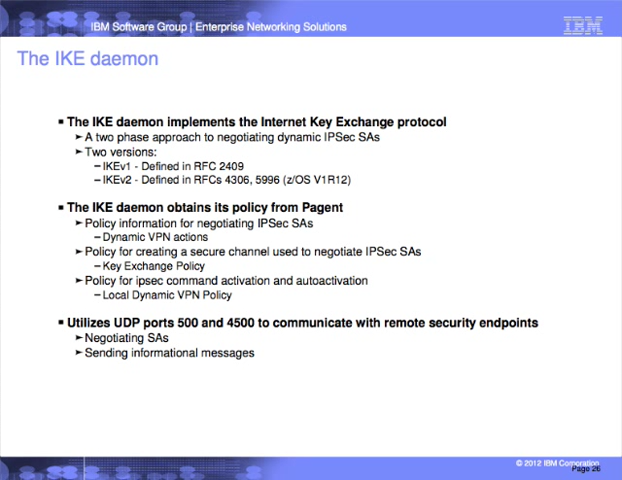 IBM Software Group | Enterprise Networking Solutions
IBM
The IKE daemon
▪ The IKE daemon implements the Internet Key Exchange protocol
➤A two phase approach to negotiating dynamic IPSec SAs
➤Two versions:
–IKEv1 - Defined in RFC 2409
–IKEv2 - Defined in RFCs 4306, 5996 (z/OS V1R12)
▪ The IKE daemon obtains its policy from Pagent
➤Policy information for negotiating IPSec SAs
–Dynamic VPN actions
➤Policy for creating a secure channel used to negotiate IPSec SAs
–Key Exchange Policy
➤Policy for ipsec command activation and autoactivation
–Local Dynamic VPN Policy
▪ Utilizes UDP ports 500 and 4500 to communicate with remote security endpoints
➤Negotiating SAs
➤Sending informational messages
© 2012 IBM Corporation
Page 26